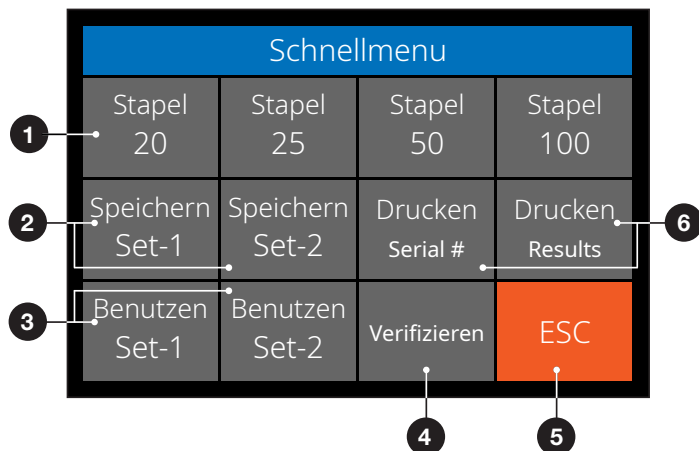 Schnellmenu
Stapel Stapel Stapel Stapel
1 20 25 50 100
2 Speichern Speichern Drucken Drucken 6
Set-1 Set-2 Serial # Results
3 Benutzen Benutzen Verifizieren ESC
Set-1 Set-2
4 5